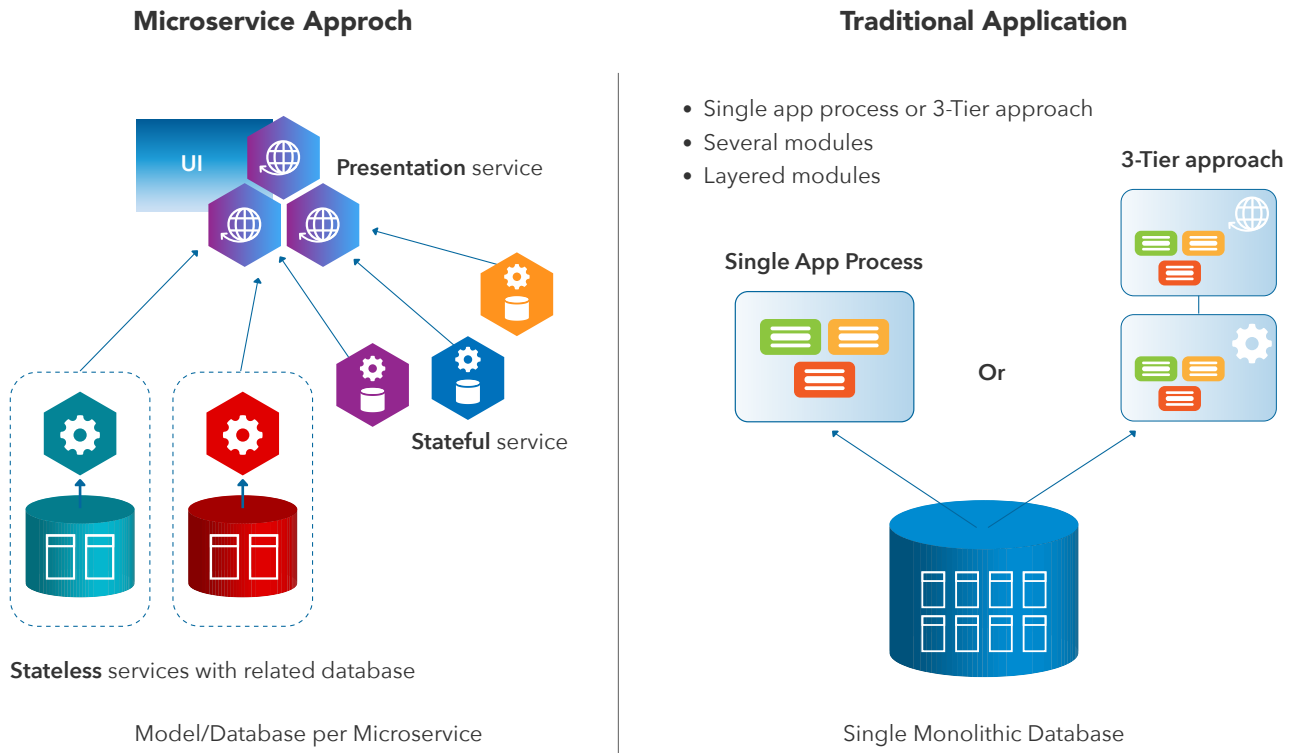 Microservice Approch
UI
Presentation service
Stateful service
Stateless services with related database
Model/Database per Microservice
Traditional Application
• Single app process or 3-Tier approach
• Several modules
• Layered modules
3-Tier approach
Single App Process
Or
Single Monolithic Database